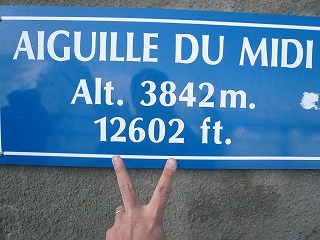 AIGUILLE DU MIDI
Alt. 3842m.
12602 ft.